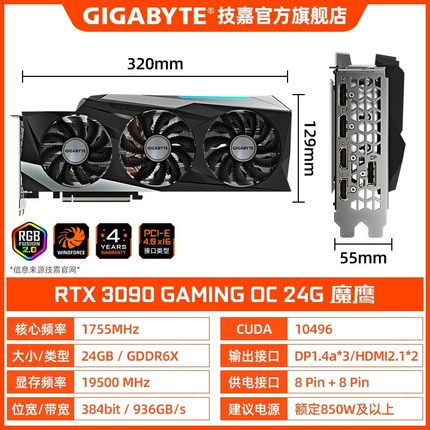 GIGABYTE™ 技嘉官方旗舰店
320mm
129mm
55mm
GIGABYTE
GIGABYTE
GIGABYTE
DP
RGB
FUSION
2.0
WINDFORCE
4
YEARS
WARRANTY
PCI-E
4.0 x16
接口类型
*信息来源技嘉官网*
RTX 3090 GAMING OC 24G 魔鹰
核心频率 1755MHz CUDA 10496
大小/类型 24GB / GDDR6X 输出接口 DP1.4a*3/HDMI2.1*2
显存频率 19500 MHz 供电接口 8 Pin + 8 Pin
位宽/带宽 384bit / 936GB/s 建议电源 额定850W及以上